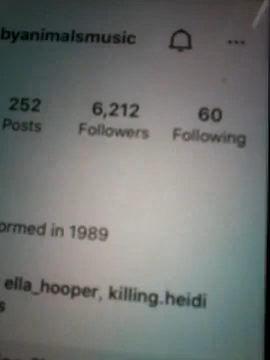 byanimalsmusic
252 6,212 60
Posts Followers Following
ormed in 1989
ella_hooper, killing.heidi
s